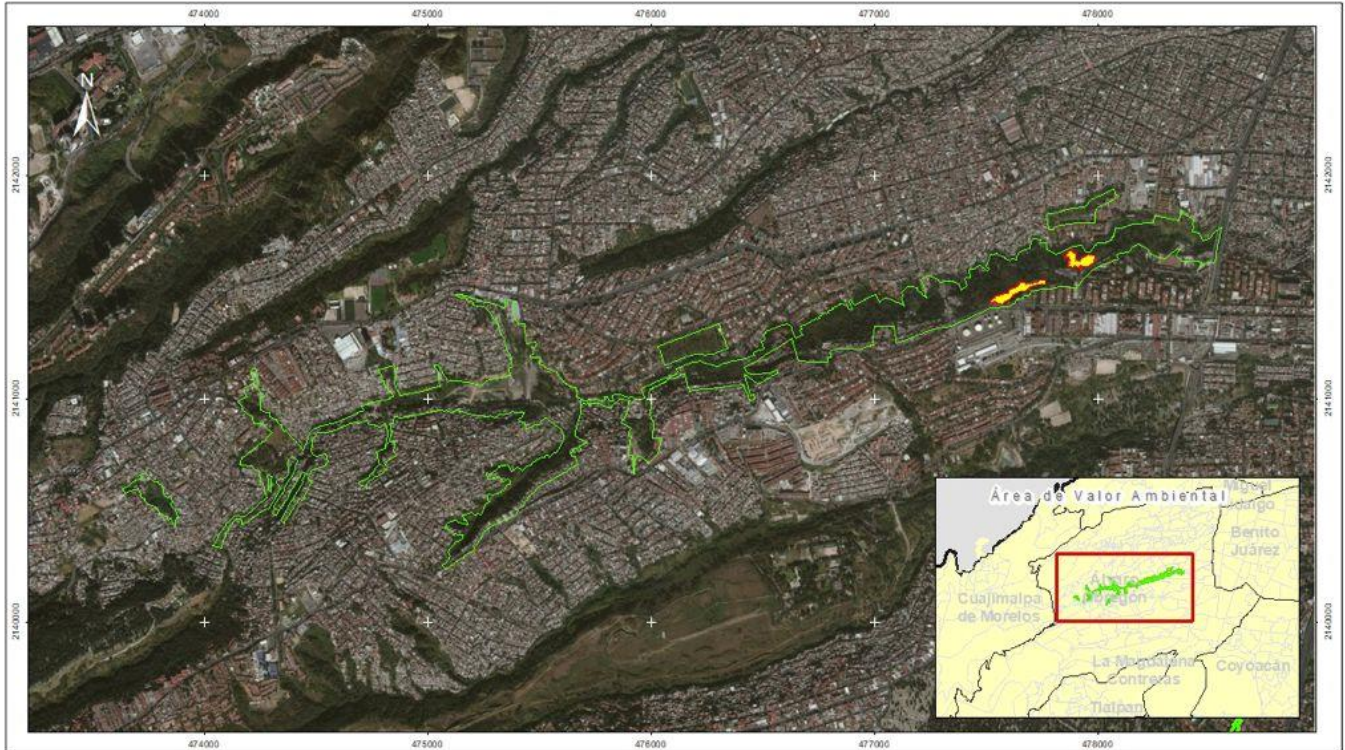 474000 475000 476000 477000 478000
N
2142000 2142000
2141000 2141000
2140000 2140000
Área de Valor Ambiental
Miguel
Hidalgo
Benito
Juárez
Álvaro
Obregón
Cuajimalpa
de Morelos
La Magdalena
Contreras
Coyoacán
Tlalpan
474000 475000 476000 477000 478000